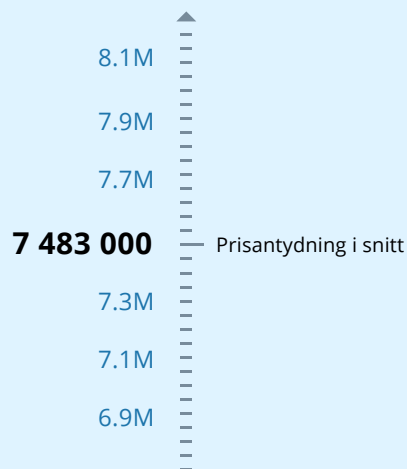 8.1M
7.9M
7.7M
7 483 000 Prisantydning i snitt
7.3M
7.1M
6.9M